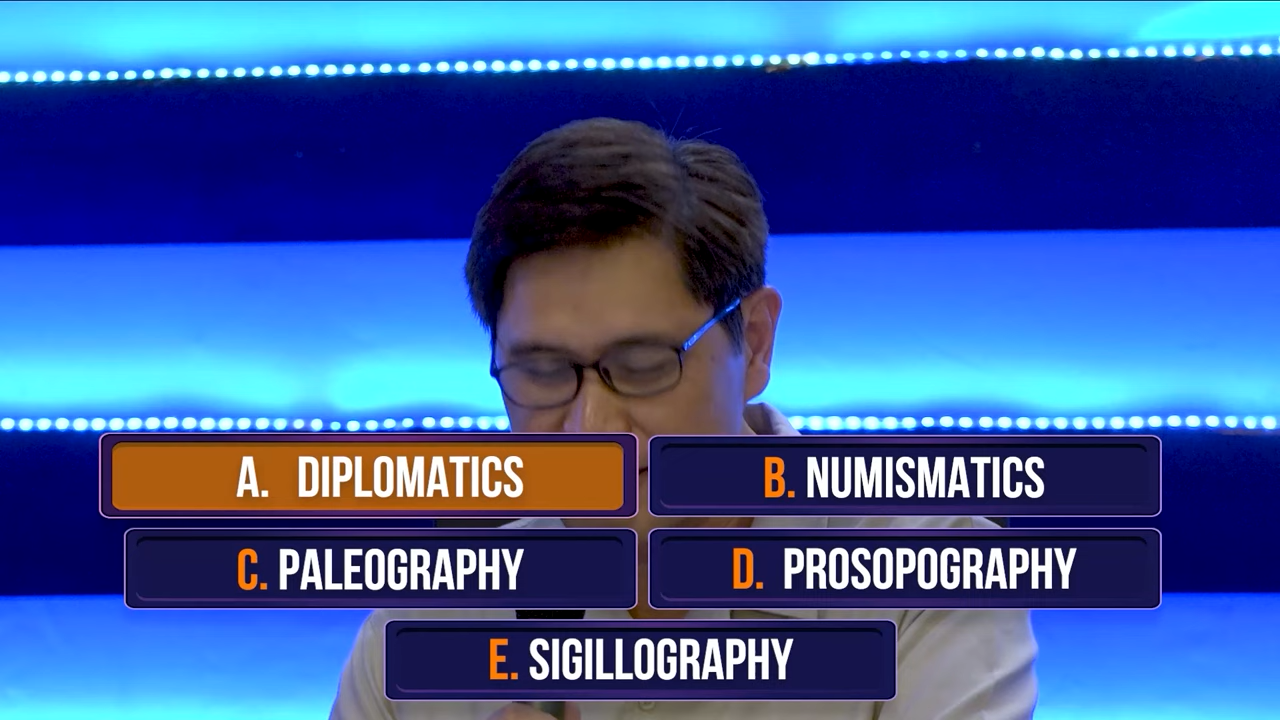 A. DIPLOMATICS
B. NUMISMATICS
C. PALEOGRAPHY
D. PROSOPOGRAPHY
E. SIGILLOGRAPHY